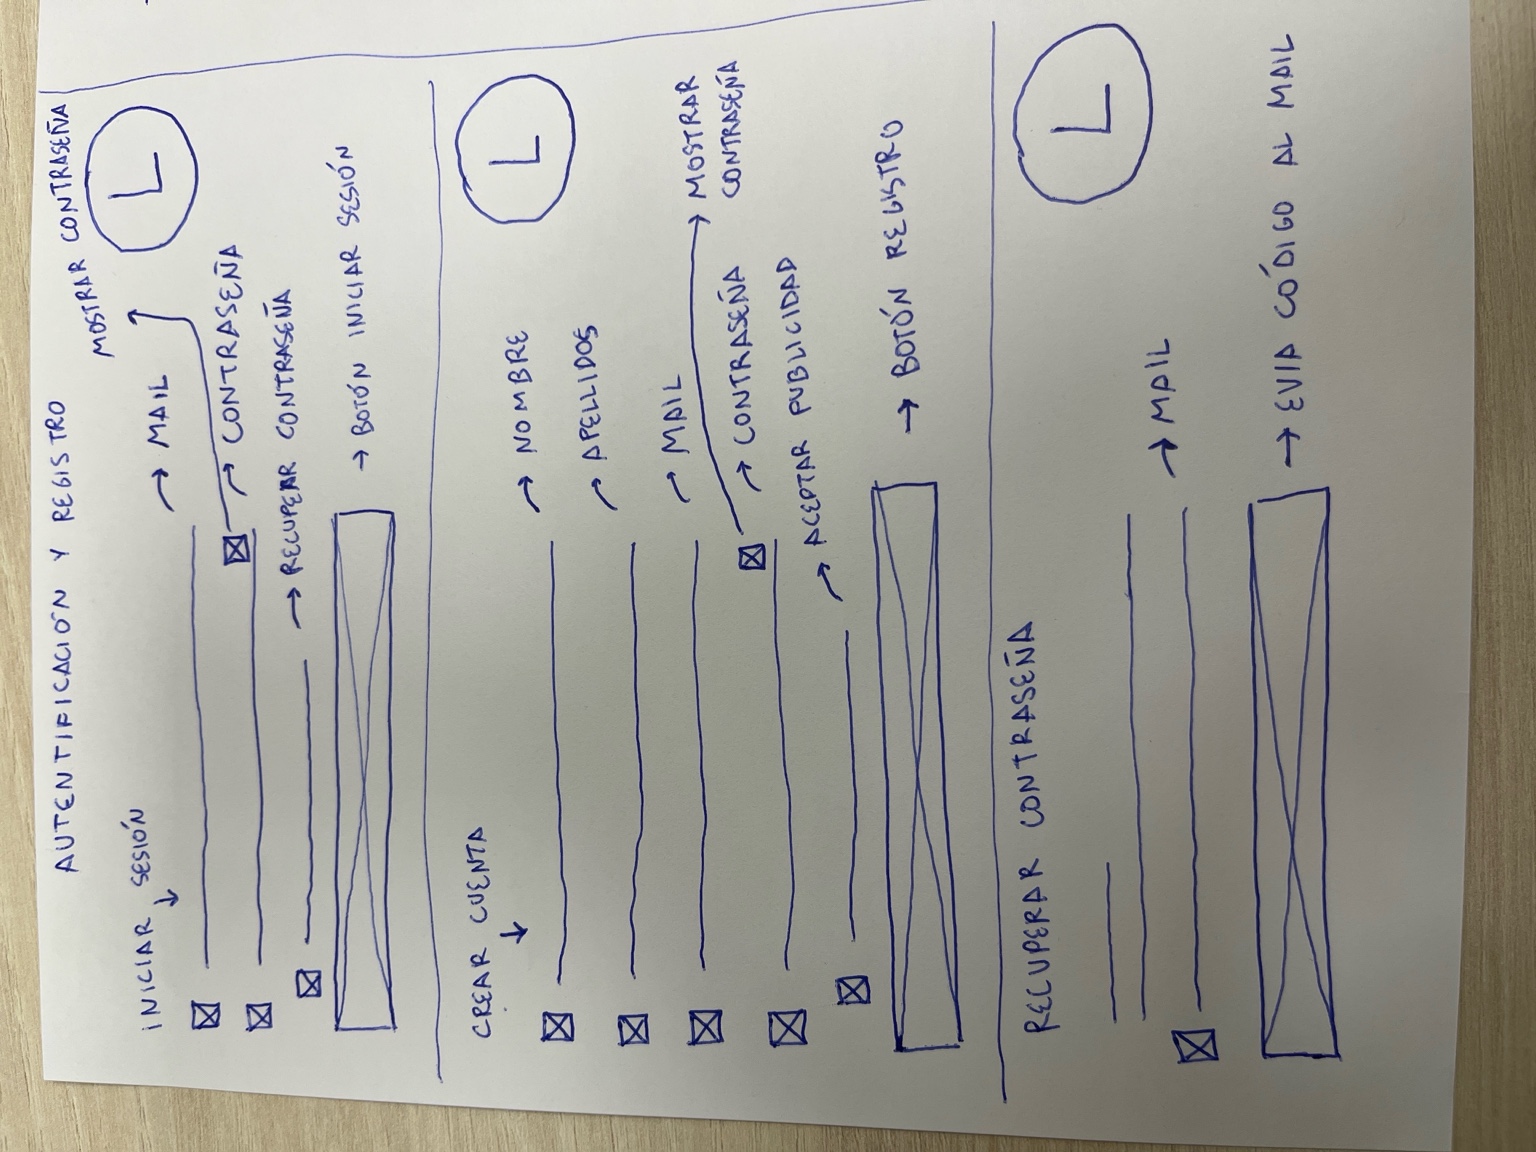 AUTENTIFICACIÓN Y REGISTRO
MOSTRAR CONTRASEÑA
L
INICIAR SESIÓN
MAIL
CONTRASEÑA
RECUPERAR CONTRASEÑA
BOTÓN INICIAR SESIÓN
CREAR CUENTA
L
NOMBRE
APELLIDOS
MAIL
MOSTRAR
CONTRASEÑA
CONTRASEÑA
ACEPTAR PUBLICIDAD
BOTÓN REGISTRO
RECUPERAR CONTRASEÑA
L
MAIL
EVIA CÓDIGO AL MAIL